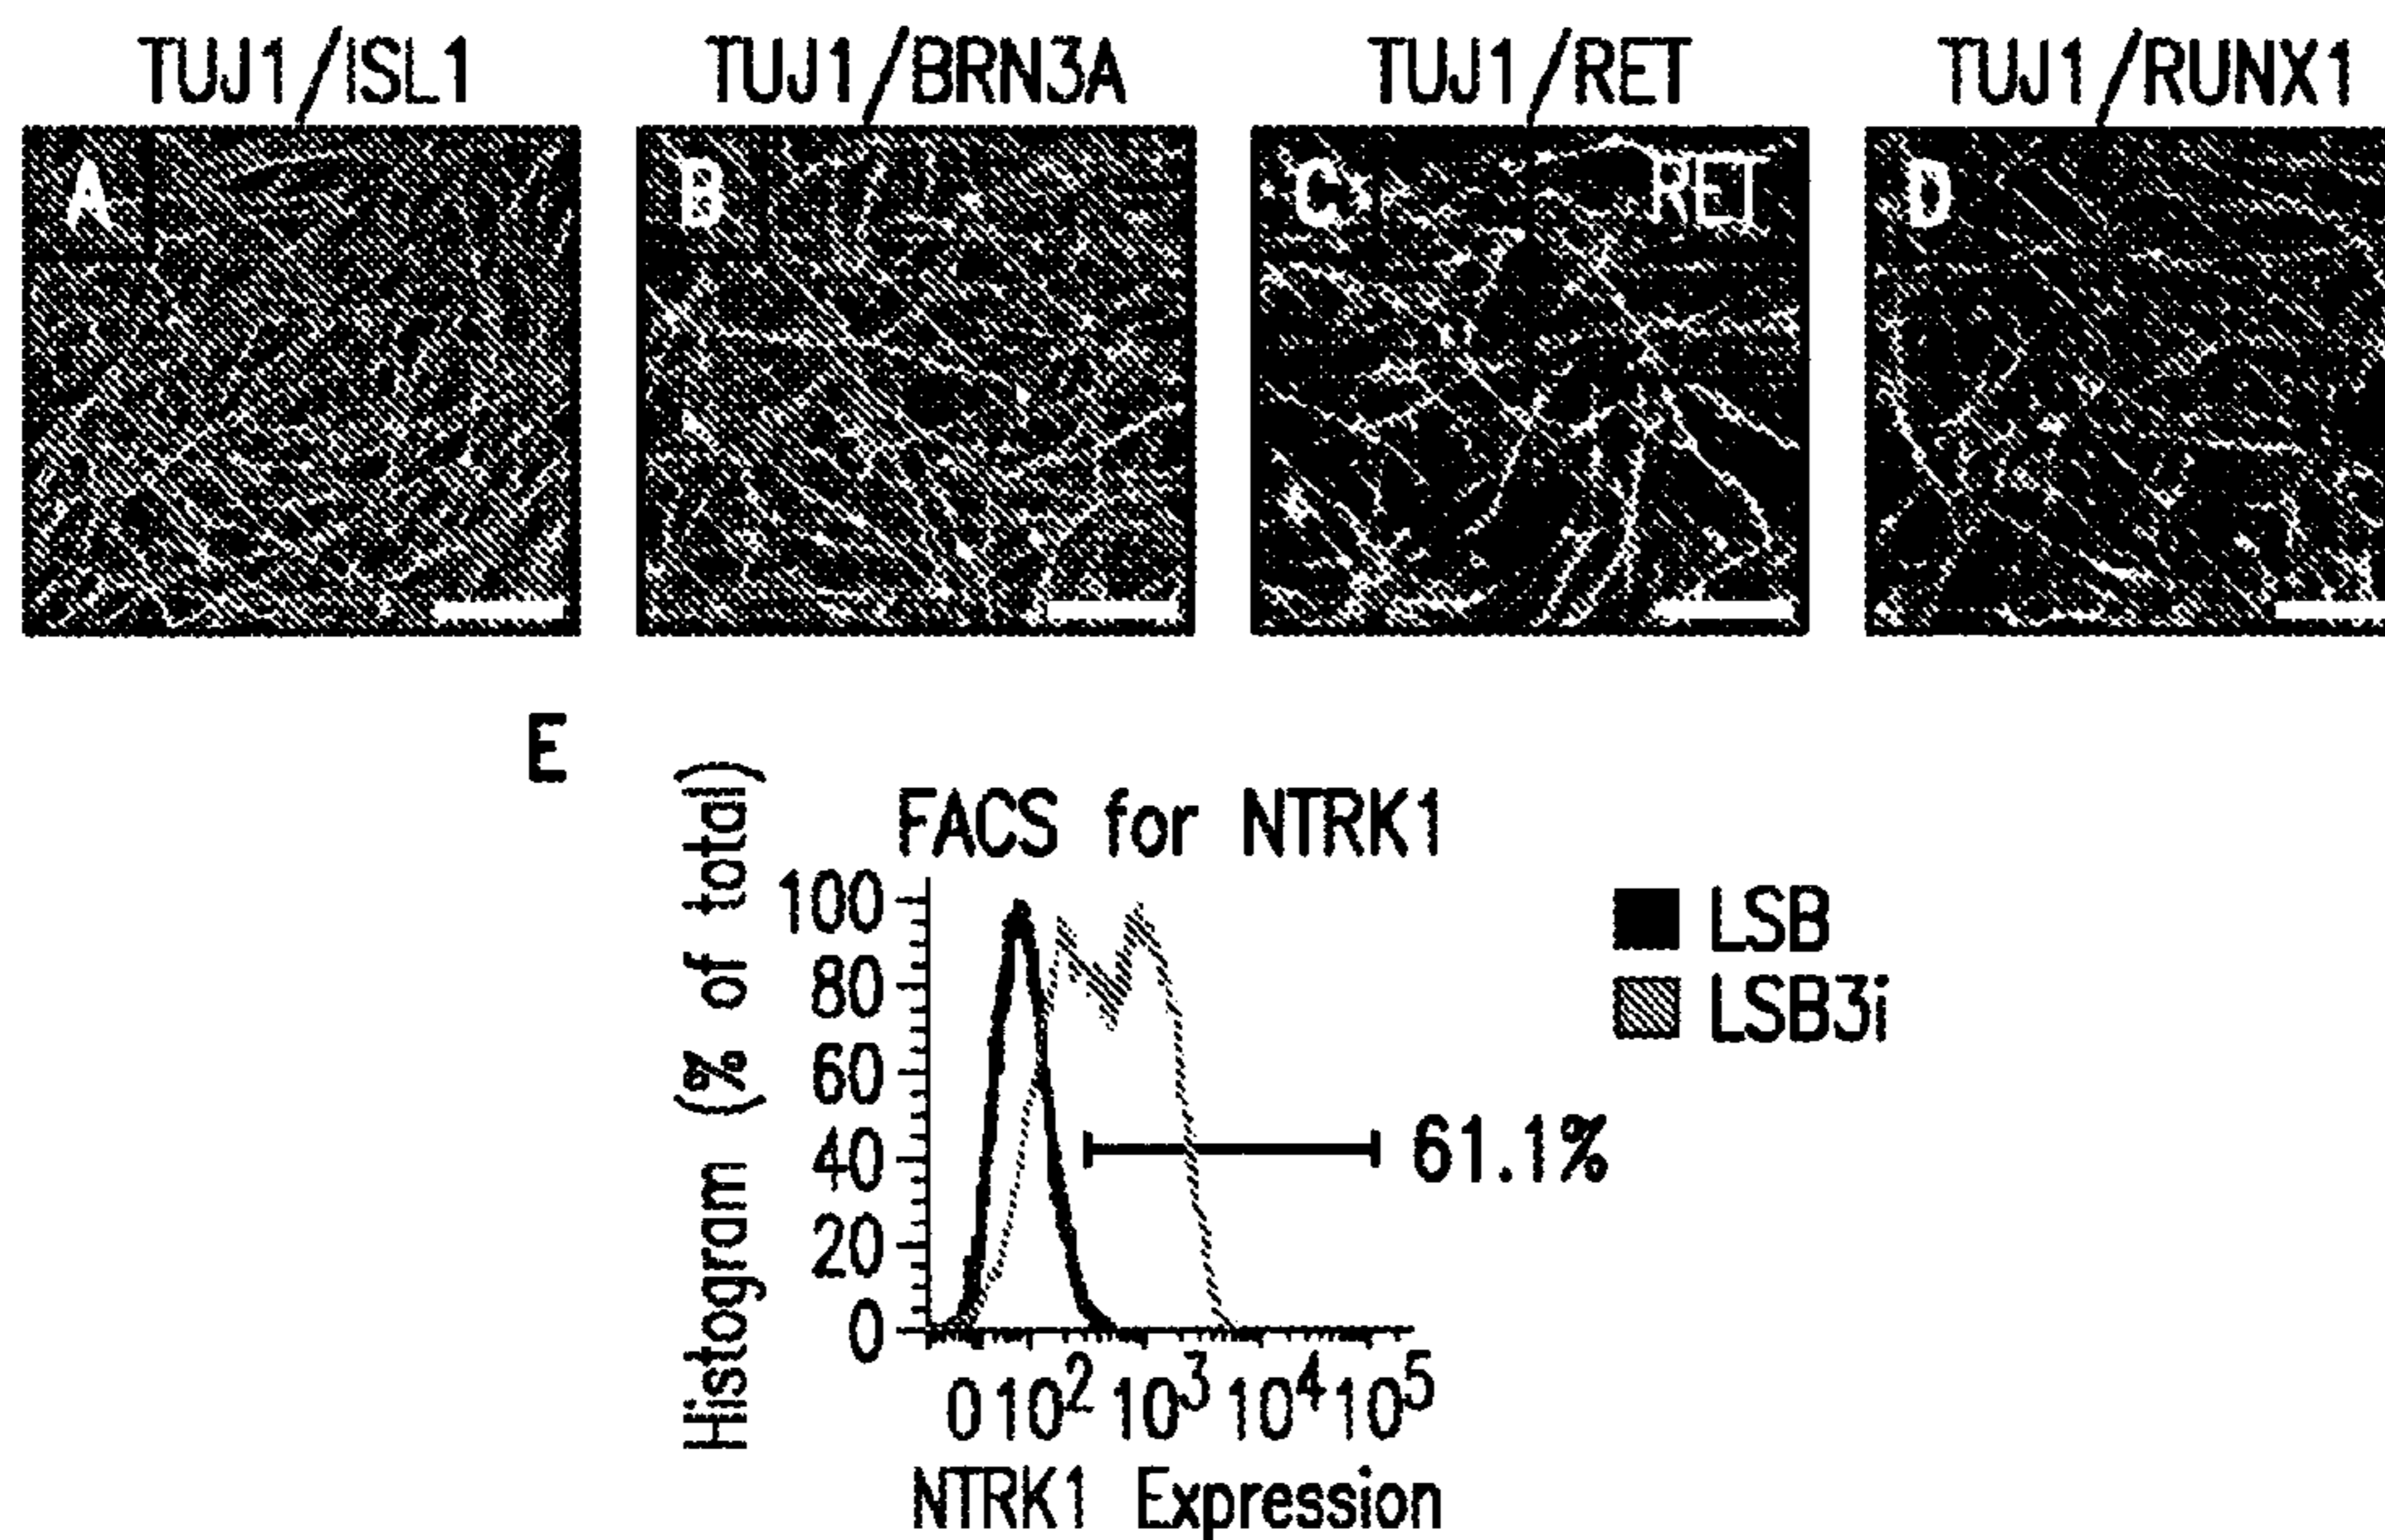 TUJ1/ISL1
TUJ1/BRN3A
TUJ1/RET
TUJ1/RUNX1
A
B
C
RET
D
E
FACS for NTRK1
Histogram (% of total)
100
80
60
40
20
0
61.1%
LSB
LSB3i
0 10² 10³ 10⁴ 10⁵
NTRK1 Expression